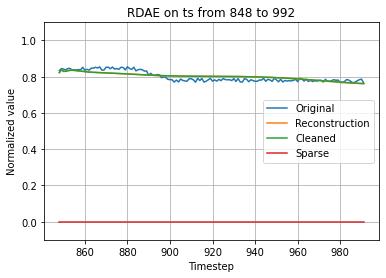 RDAE on ts from 848 to 992
Normalized value
1.0
0.8
0.6
0.4
0.2
0.0
Original
Reconstruction
Cleaned
Sparse
860 880 900 920 940 960 980
Timestep